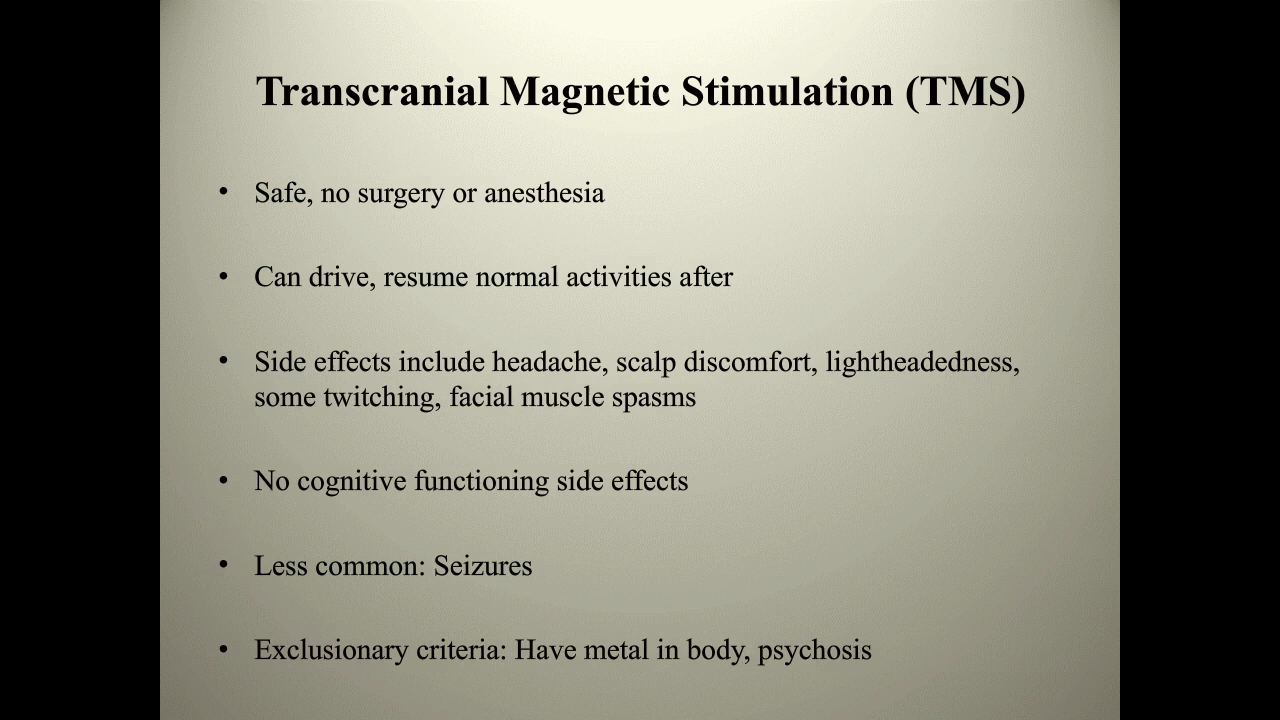 Transcranial Magnetic Stimulation (TMS)
• Safe, no surgery or anesthesia
• Can drive, resume normal activities after
• Side effects include headache, scalp discomfort, lightheadedness,
some twitching, facial muscle spasms
• No cognitive functioning side effects
• Less common: Seizures
• Exclusionary criteria: Have metal in body, psychosis